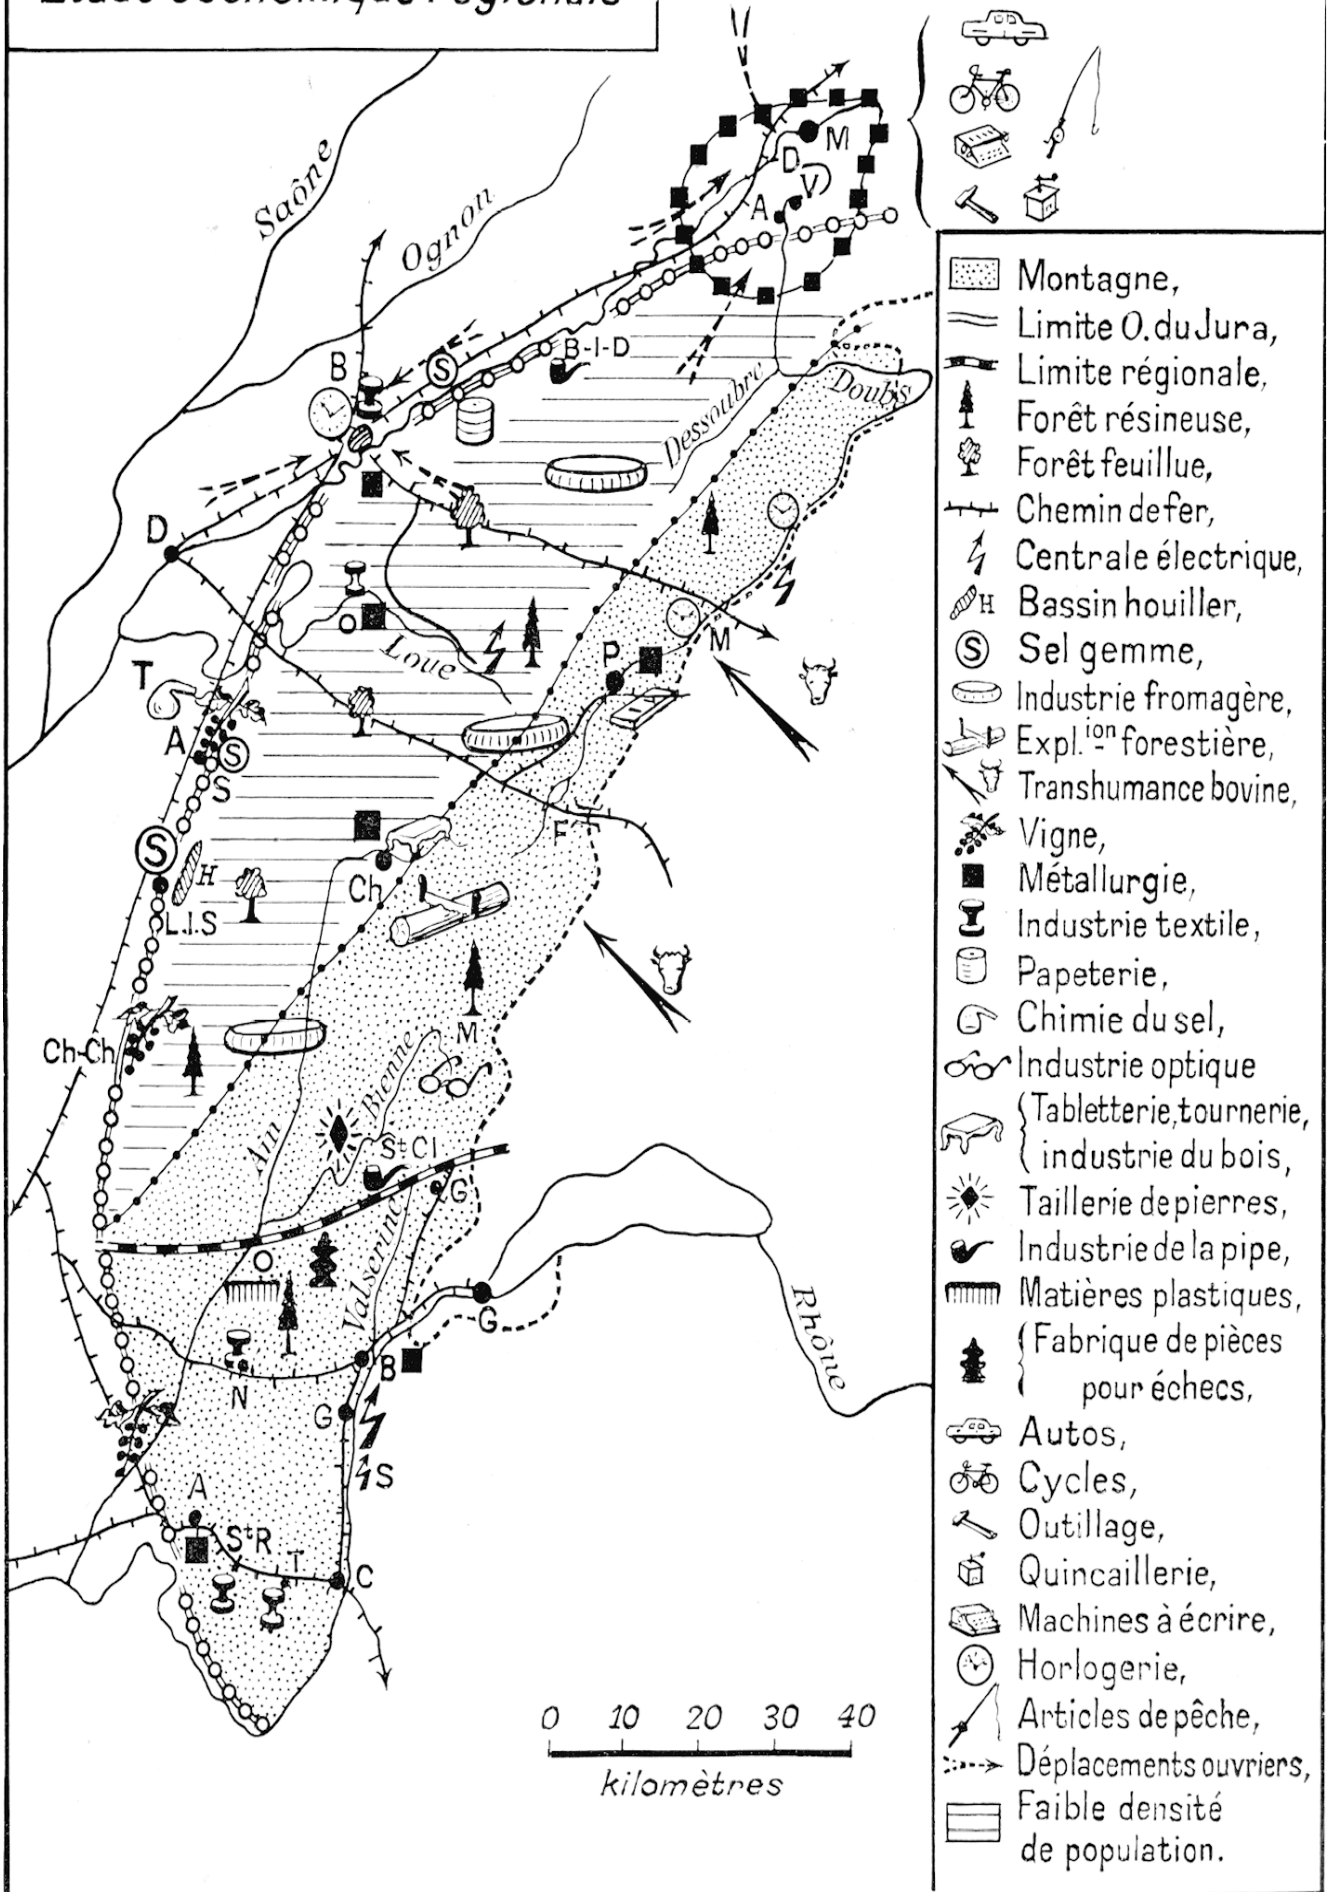 Etude économique régionale
Saône
Ognon
M
D
V
A
B
S
B-I-D
Dessoubre
Doubs
D
O
Loue
P
M
T
A
S
S
F
S
H
Ch
L.I.S
M
Ch-Ch
Bienne
Ain
St Cl
G
Valserine
O
G
Rhône
B
N
G
S
A
St R
T
C
0 10 20 30 40
kilomètres
Montagne,
Limite O. du Jura,
Limite régionale,
Forêt résineuse,
Forêt feuillue,
Chemin de fer,
Centrale électrique,
H Bassin houiller,
S Sel gemme,
Industrie fromagère,
Expl.ion forestière,
Transhumance bovine,
Vigne,
Métallurgie,
Industrie textile,
Papeterie,
Chimie du sel,
Industrie optique
Tabletterie, tournerie,
industrie du bois,
Taillerie de pierres,
Industrie de la pipe,
Matières plastiques,
Fabrique de pièces
pour échecs,
Autos,
Cycles,
Outillage,
Quincaillerie,
Machines à écrire,
Horlogerie,
Articles de pêche,
Déplacements ouvriers,
Faible densité
de population.